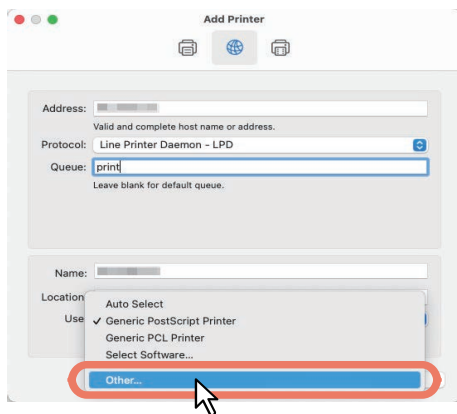 Add Printer
Address:
Valid and complete host name or address.
Protocol: Line Printer Daemon - LPD
Queue: print
Leave blank for default queue.
Name:
Location
Auto Select
Use ✓ Generic PostScript Printer
Generic PCL Printer
Select Software...
Other...